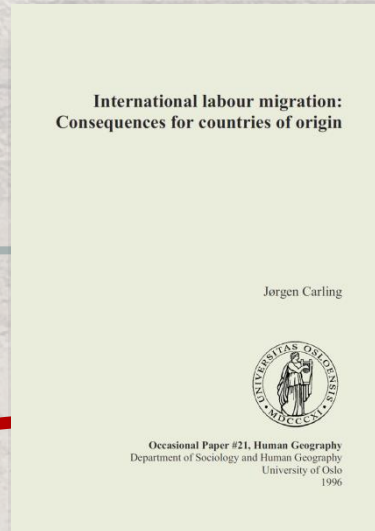 International labour migration:
Consequences for countries of origin
Jørgen Carling
UNIVERSITAS OSLOENSIS
MDCCCXI
Occasional Paper #21, Human Geography
Department of Sociology and Human Geography
University of Oslo
1996